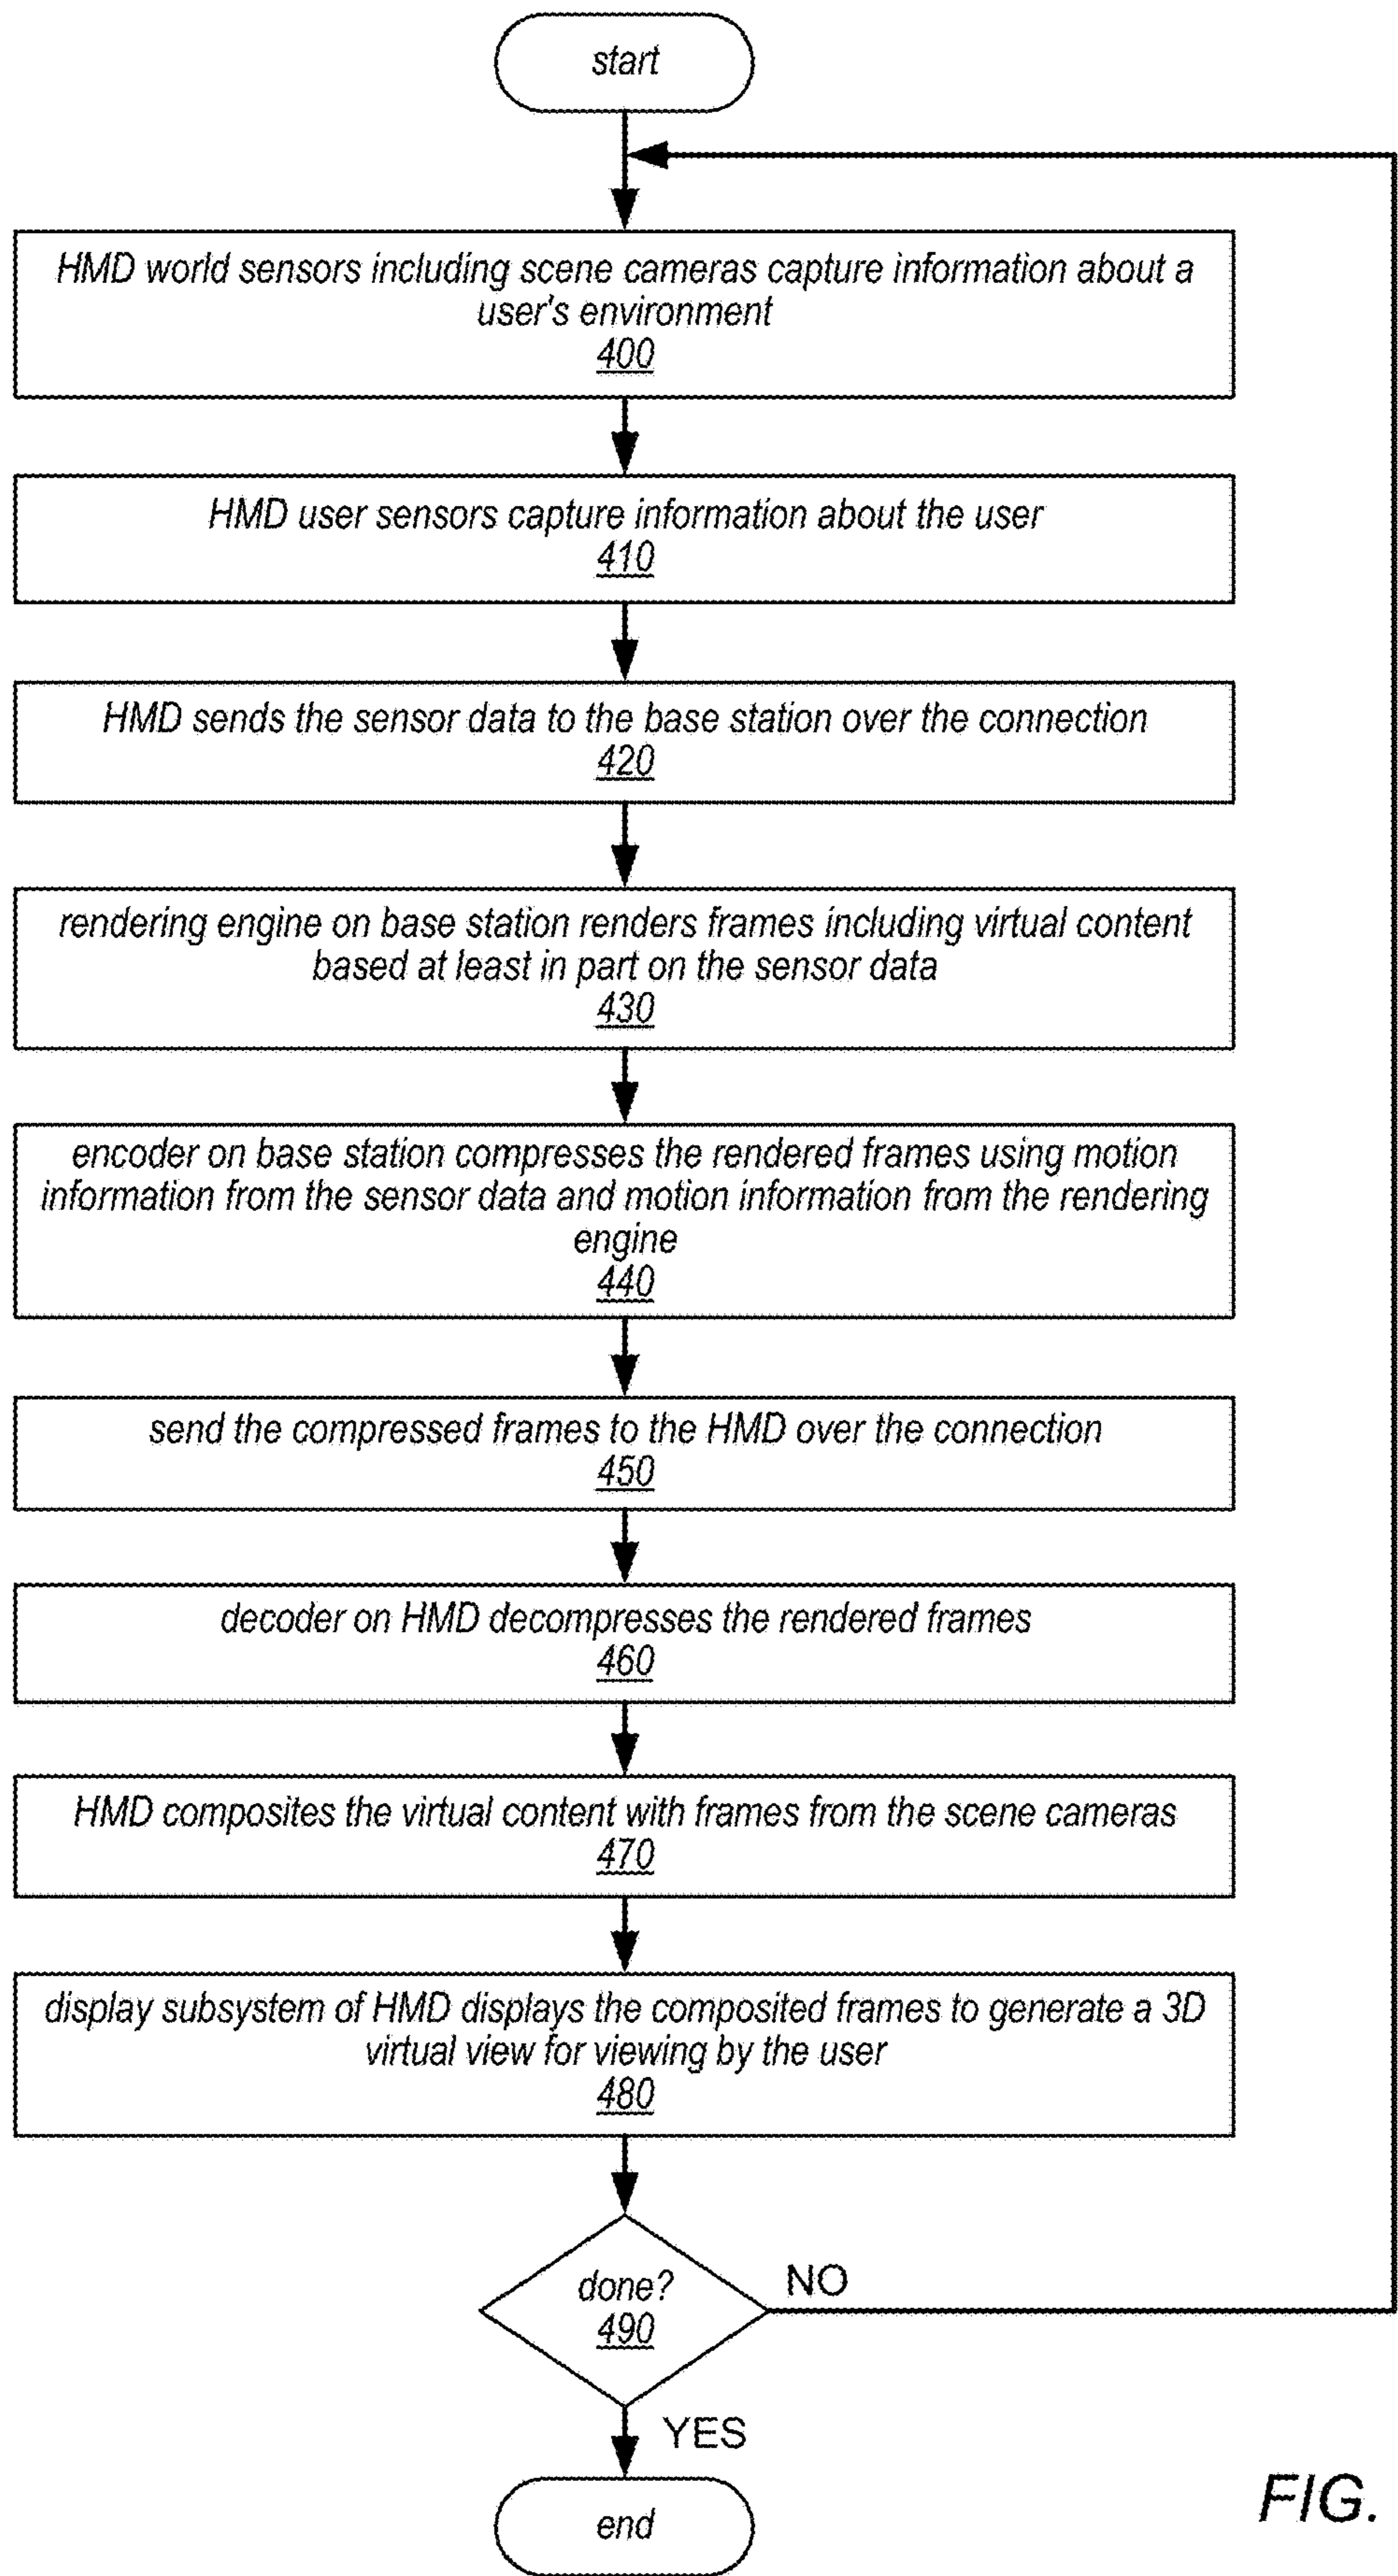 start
HMD world sensors including scene cameras capture information about a
user's environment
400
HMD user sensors capture information about the user
410
HMD sends the sensor data to the base station over the connection
420
rendering engine on base station renders frames including virtual content
based at least in part on the sensor data
430
encoder on base station compresses the rendered frames using motion
information from the sensor data and motion information from the rendering
engine
440
send the compressed frames to the HMD over the connection
450
decoder on HMD decompresses the rendered frames
460
HMD composites the virtual content with frames from the scene cameras
470
display subsystem of HMD displays the composited frames to generate a 3D
virtual view for viewing by the user
480
done?
490
NO
YES
end
FIG.